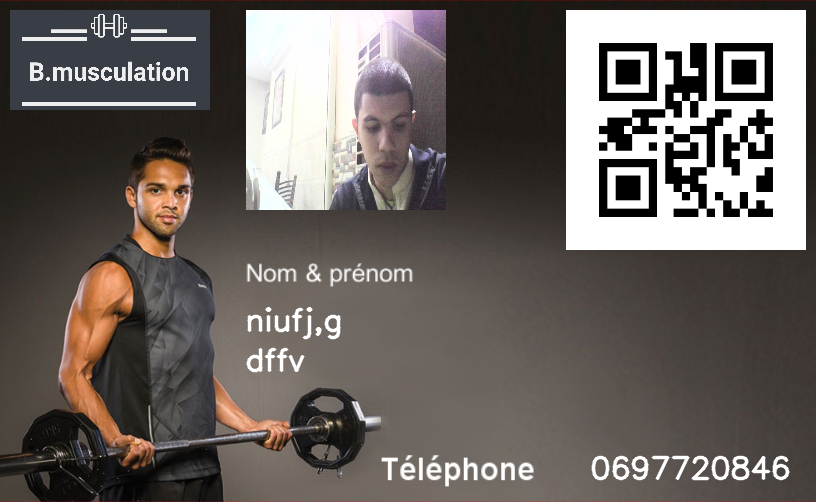 B.musculation
Nom & prénom
niufj,g
dffv
Téléphone 0697720846